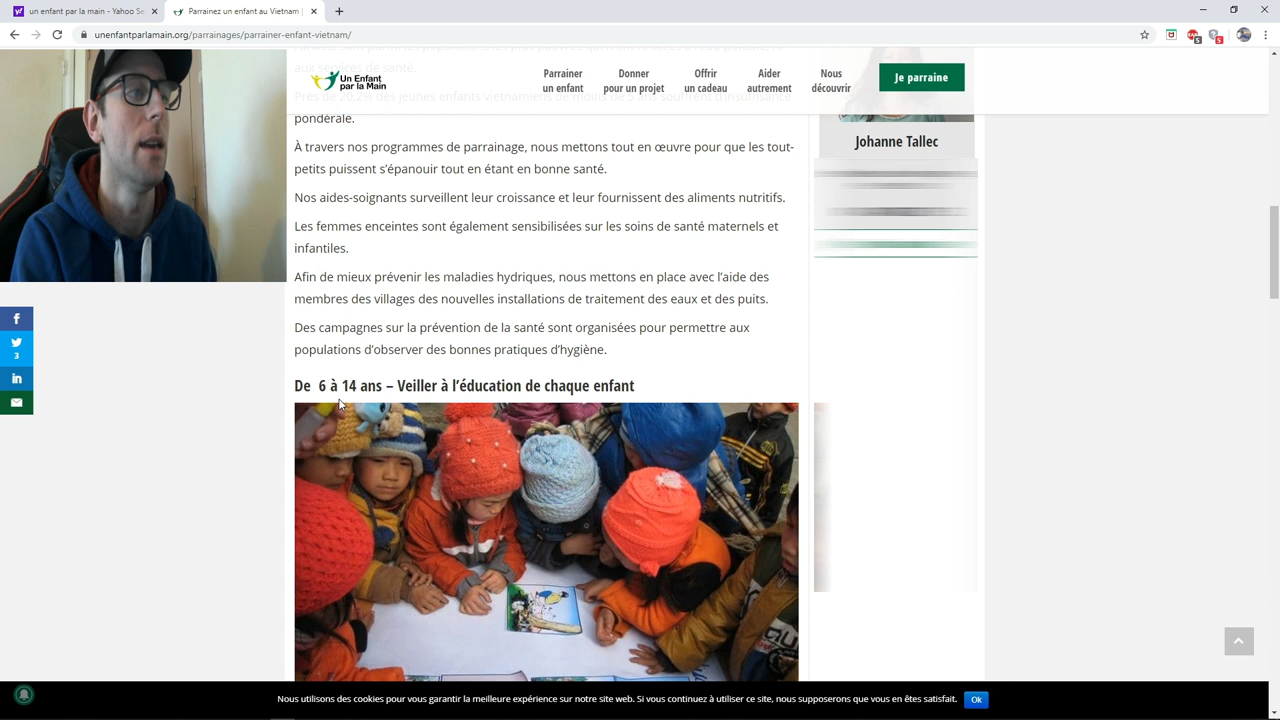 un enfant par la main - Yahoo Se
Parrainez un enfant au Vietnam |
unenfantparlamain.org/parrainages/parrainer-enfant-vietnam/
5
5
aux services de santé.
Un Enfant
par la Main
Parrainer
un enfant
Donner
pour un projet
Offrir
un cadeau
Aider
autrement
Nous
découvrir
Je parraine
Près de 20,2% des jeunes enfants vietnamiens de moins de 5 ans souffrent d'insuffisance
pondérale.
À travers nos programmes de parrainage, nous mettons tout en œuvre pour que les tout-
petits puissent s'épanouir tout en étant en bonne santé.
Nos aides-soignants surveillent leur croissance et leur fournissent des aliments nutritifs.
Les femmes enceintes sont également sensibilisées sur les soins de santé maternels et
infantiles.
Afin de mieux prévenir les maladies hydriques, nous mettons en place avec l'aide des
membres des villages des nouvelles installations de traitement des eaux et des puits.
Des campagnes sur la prévention de la santé sont organisées pour permettre aux
populations d'observer des bonnes pratiques d'hygiène.
De 6 à 14 ans – Veiller à l'éducation de chaque enfant
Johanne Tallec
3
Nous utilisons des cookies pour vous garantir la meilleure expérience sur notre site web. Si vous continuez à utiliser ce site, nous supposerons que vous en êtes satisfait.
Ok